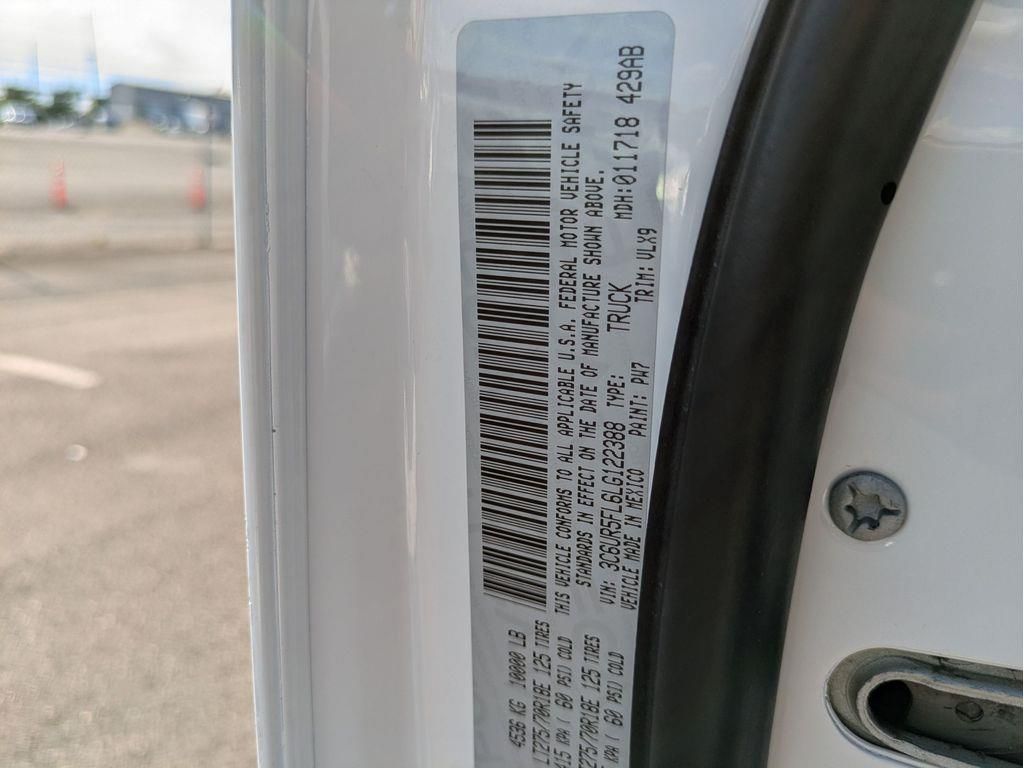 4536 KG 10000 LB
LT275/70R18E 125 TIRES
415 KPA ( 60 PSI) COLD
275/70R18E 125 TIRES
KPA ( 60 PSI) COLD
THIS VEHICLE CONFORMS TO ALL APPLICABLE U.S.A. FEDERAL MOTOR VEHICLE SAFETY
STANDARDS IN EFFECT ON THE DATE OF MANUFACTURE SHOWN ABOVE.
VIN: 3C6UR5FL6LG122388 TYPE: TRUCK MDH:011718 429AB
VEHICLE MADE IN MEXICO PAINT: PW7 TRIM: VLX9